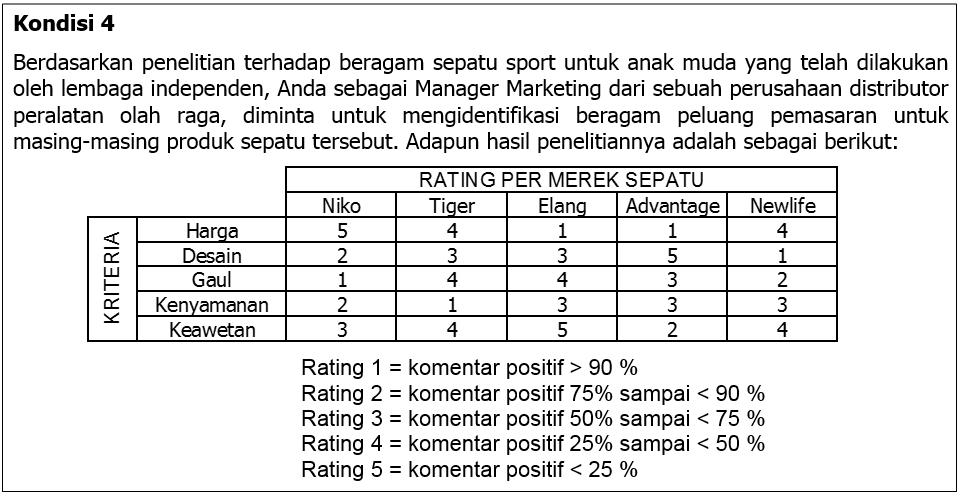 Kondisi 4
Berdasarkan penelitian terhadap beragam sepatu sport untuk anak muda yang telah dilakukan
oleh lembaga independen, Anda sebagai Manager Marketing dari sebuah perusahaan distributor
peralatan olah raga, diminta untuk mengidentifikasi beragam peluang pemasaran untuk
masing-masing produk sepatu tersebut. Adapun hasil penelitiannya adalah sebagai berikut:
RATING PER MEREK SEPATU
Niko Tiger Elang Advantage Newlife
KRITERIA
Harga 5 4 1 1 4
Desain 2 3 3 5 1
Gaul 1 4 4 3 2
Kenyamanan 2 1 3 3 3
Keawetan 3 4 5 2 4
Rating 1 = komentar positif > 90 %
Rating 2 = komentar positif 75% sampai < 90 %
Rating 3 = komentar positif 50% sampai < 75 %
Rating 4 = komentar positif 25% sampai < 50 %
Rating 5 = komentar positif < 25 %